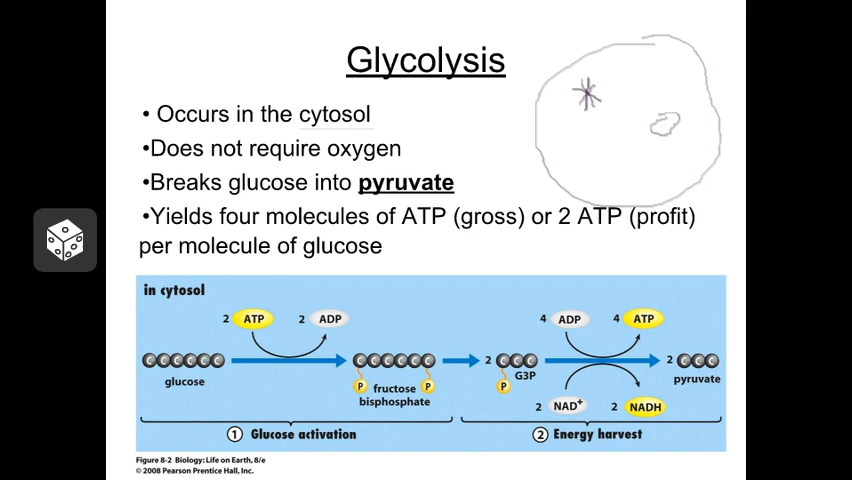 Glycolysis
• Occurs in the cytosol
•Does not require oxygen
•Breaks glucose into pyruvate
•Yields four molecules of ATP (gross) or 2 ATP (profit)
per molecule of glucose
in cytosol
2 ATP 2 ADP 4 ADP 4 ATP
C C C C C C C C C C C C 2 C C C 2 C C C
glucose
P fructose P
bisphosphate
P G3P
pyruvate
2 NAD+ 2 NADH
1 Glucose activation 2 Energy harvest
Figure 8-2 Biology: Life on Earth, 8/e
© 2008 Pearson Prentice Hall, Inc.